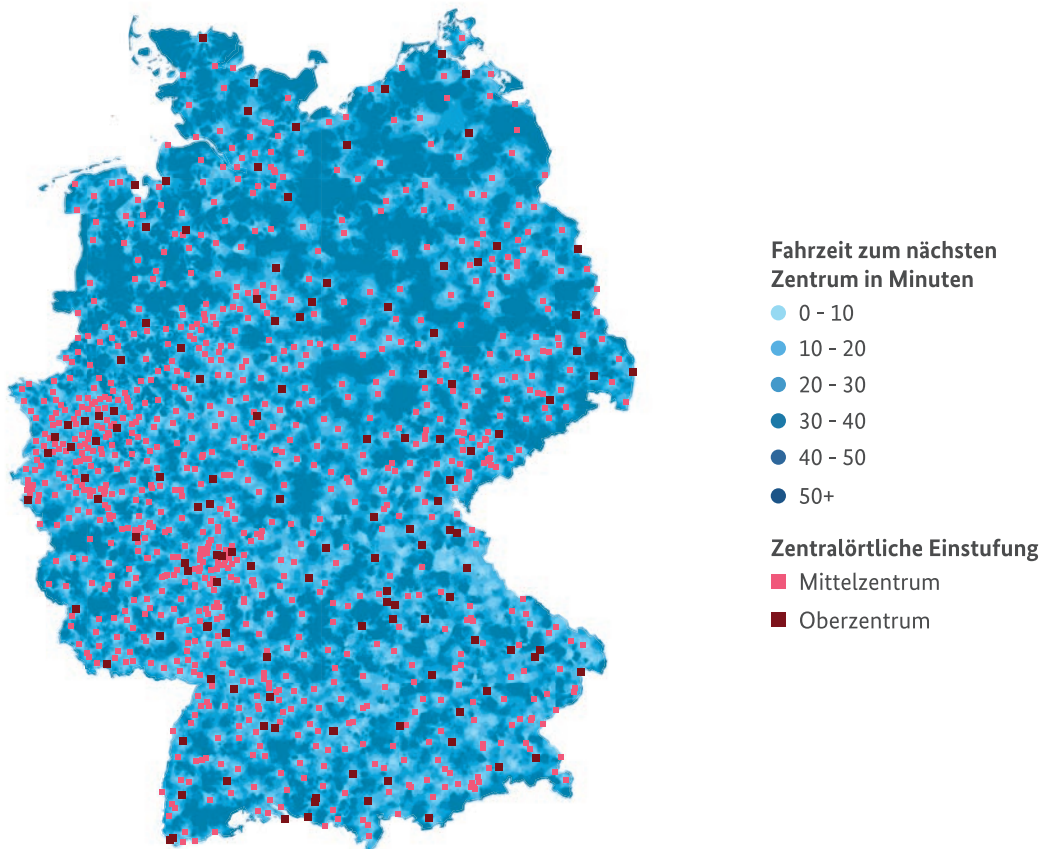 Fahrzeit zum nächsten
Zentrum in Minuten
0 - 10
10 - 20
20 - 30
30 - 40
40 - 50
50+
Zentralörtliche Einstufung
Mittelzentrum
Oberzentrum